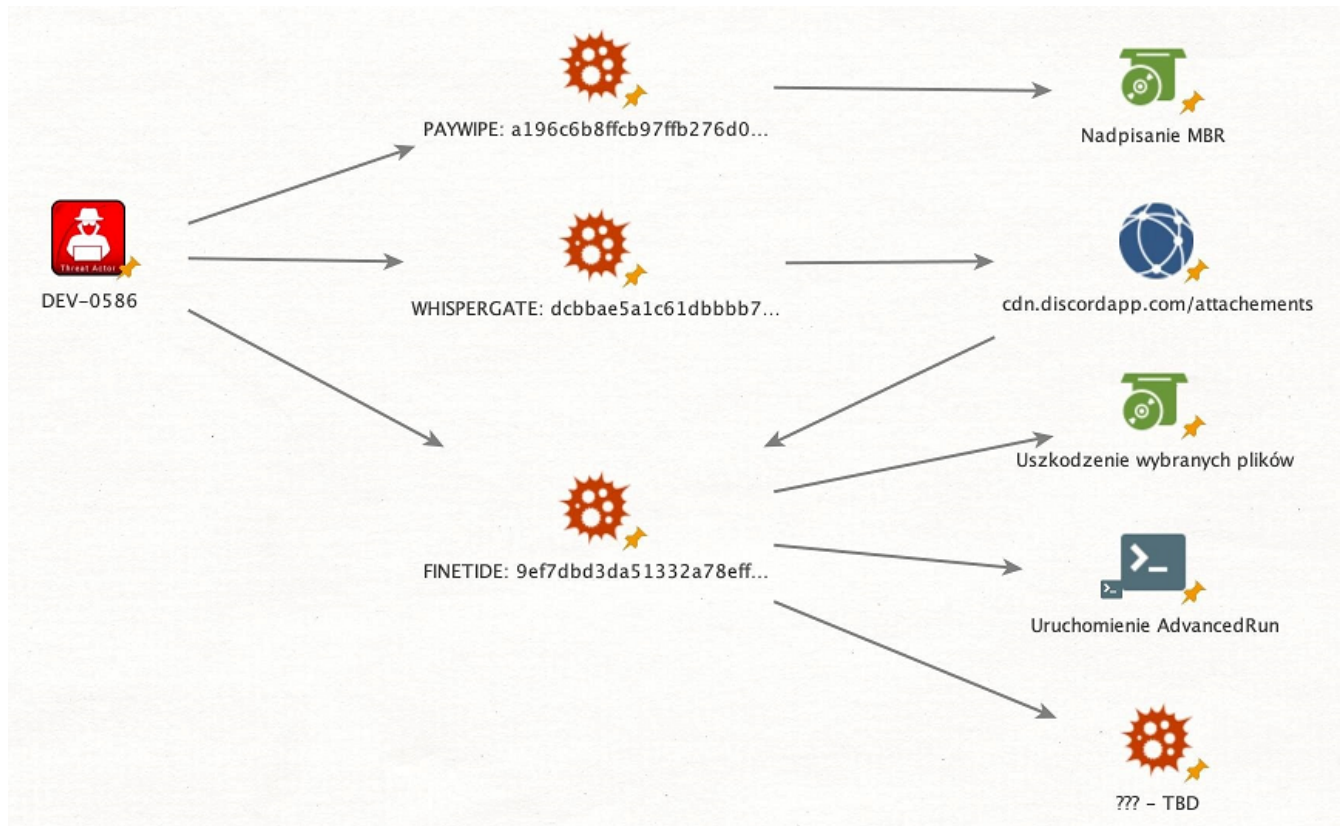 PAYWIPE: a196c6b8ffcb97ffb276d0...
Nadpisanie MBR
Threat Actor
DEV-0586
WHISPERGATE: dcbbae5a1c61dbbbb7...
cdn.discordapp.com/attachements
Uszkodzenie wybranych plików
FINETIDE: 9ef7dbd3da51332a78eff...
Uruchomienie AdvancedRun
??? - TBD